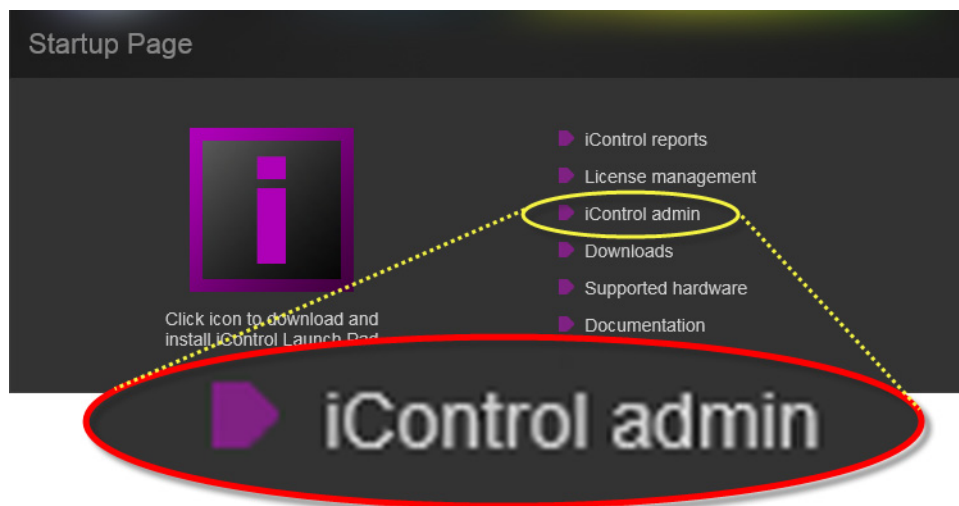 Startup Page
iControl reports
License management
iControl admin
Downloads
Supported hardware
Documentation
Click icon to download and
install iControl Launch Pad
iControl admin